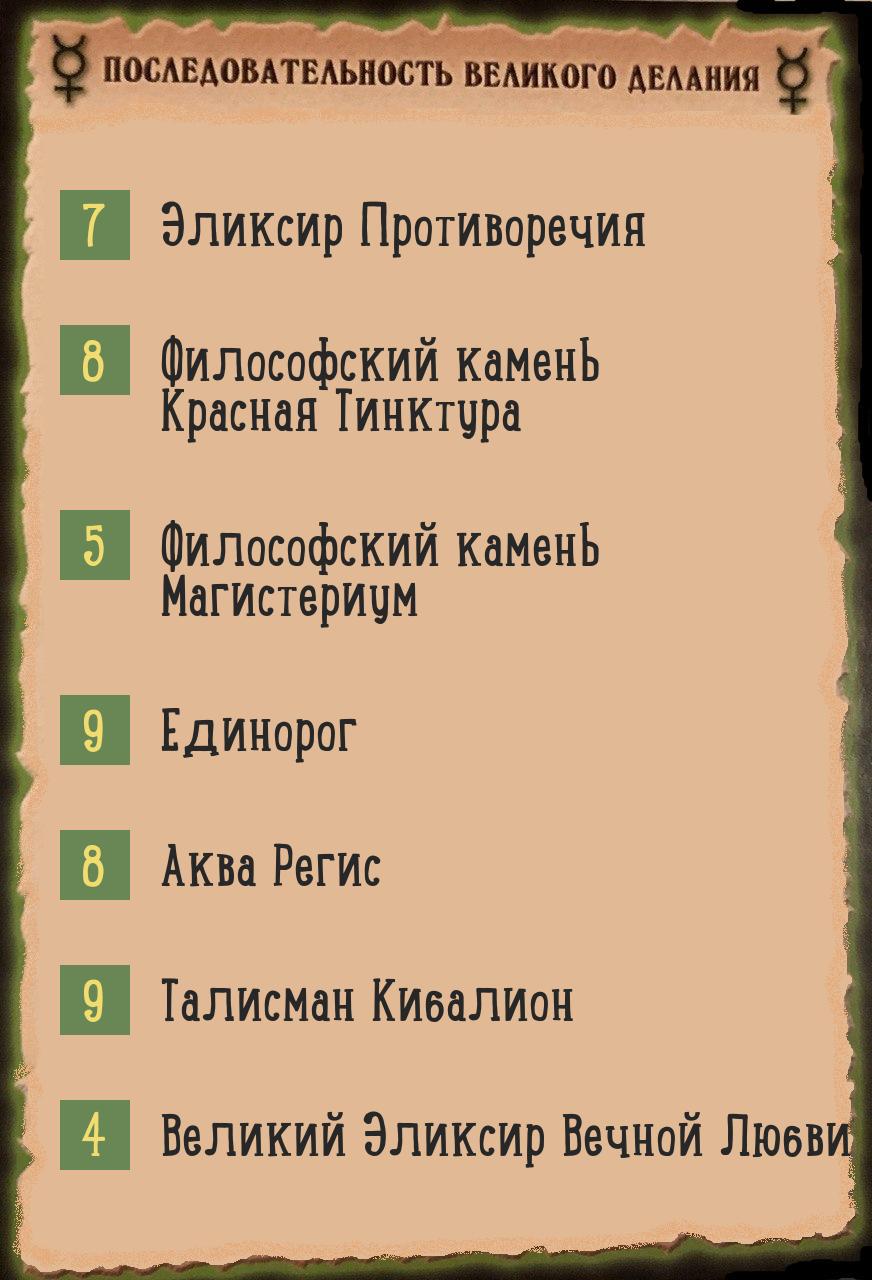 ПОСЛЕДОВАТЕЛЬНОСТЬ ВЕЛИКОГО ДЕЛАНИЯ
7 Эликсир Противоречия
8 Философский камень
Красная Тинктура
5 Философский камень
Магистериум
9 Единорог
8 Аква Регис
9 Талисман Кибалион
4 Великий Эликсир Вечной Любви